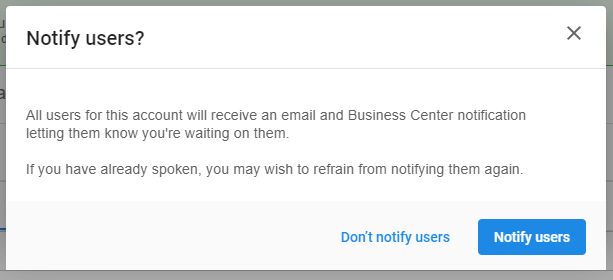 Notify users?
All users for this account will receive an email and Business Center notification
letting them know you're waiting on them.
If you have already spoken, you may wish to refrain from notifying them again.
Don't notify users
Notify users